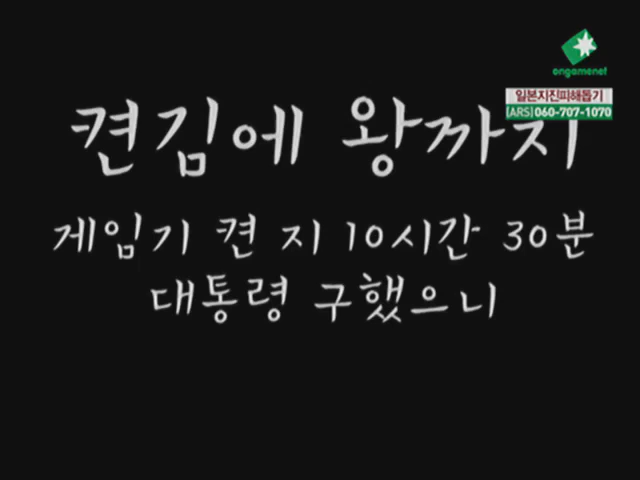 ongamenet
일본지진피해돕기
[ARS] 060-707-1070
켠김에 왕까지
게임기 켠 지 10시간 30분
대통령 구했으니